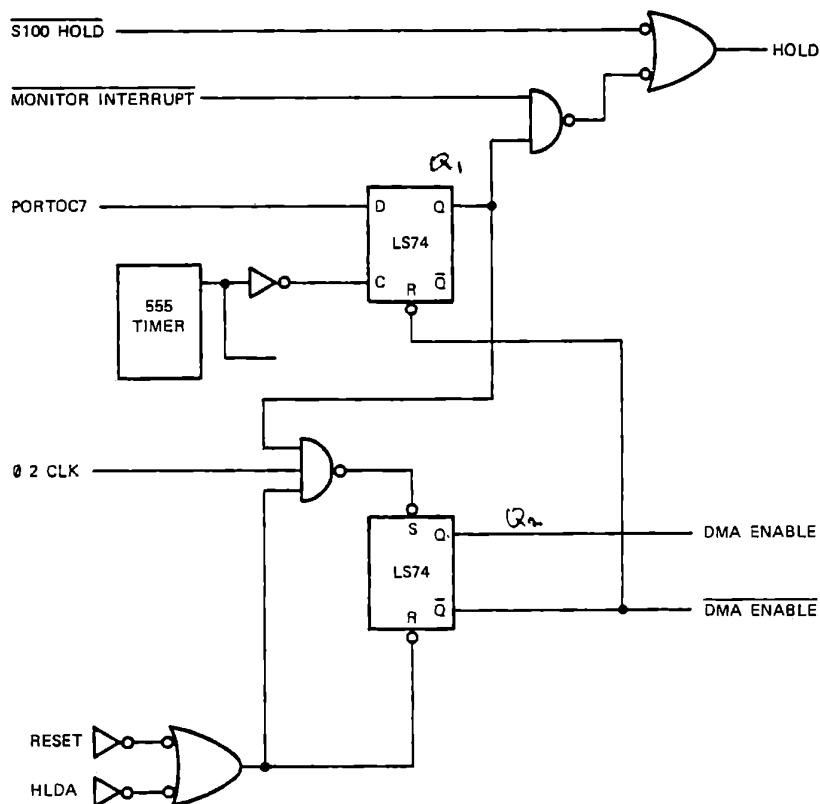 S100 HOLD
HOLD
MONITOR INTERRUPT
Q₁
PORTOC7
D Q
LS74
C Q
R
555
TIMER
Ø 2 CLK
S
Q
Q₂
DMA ENABLE
LS74
Q
DMA ENABLE
R
RESET
HLDA